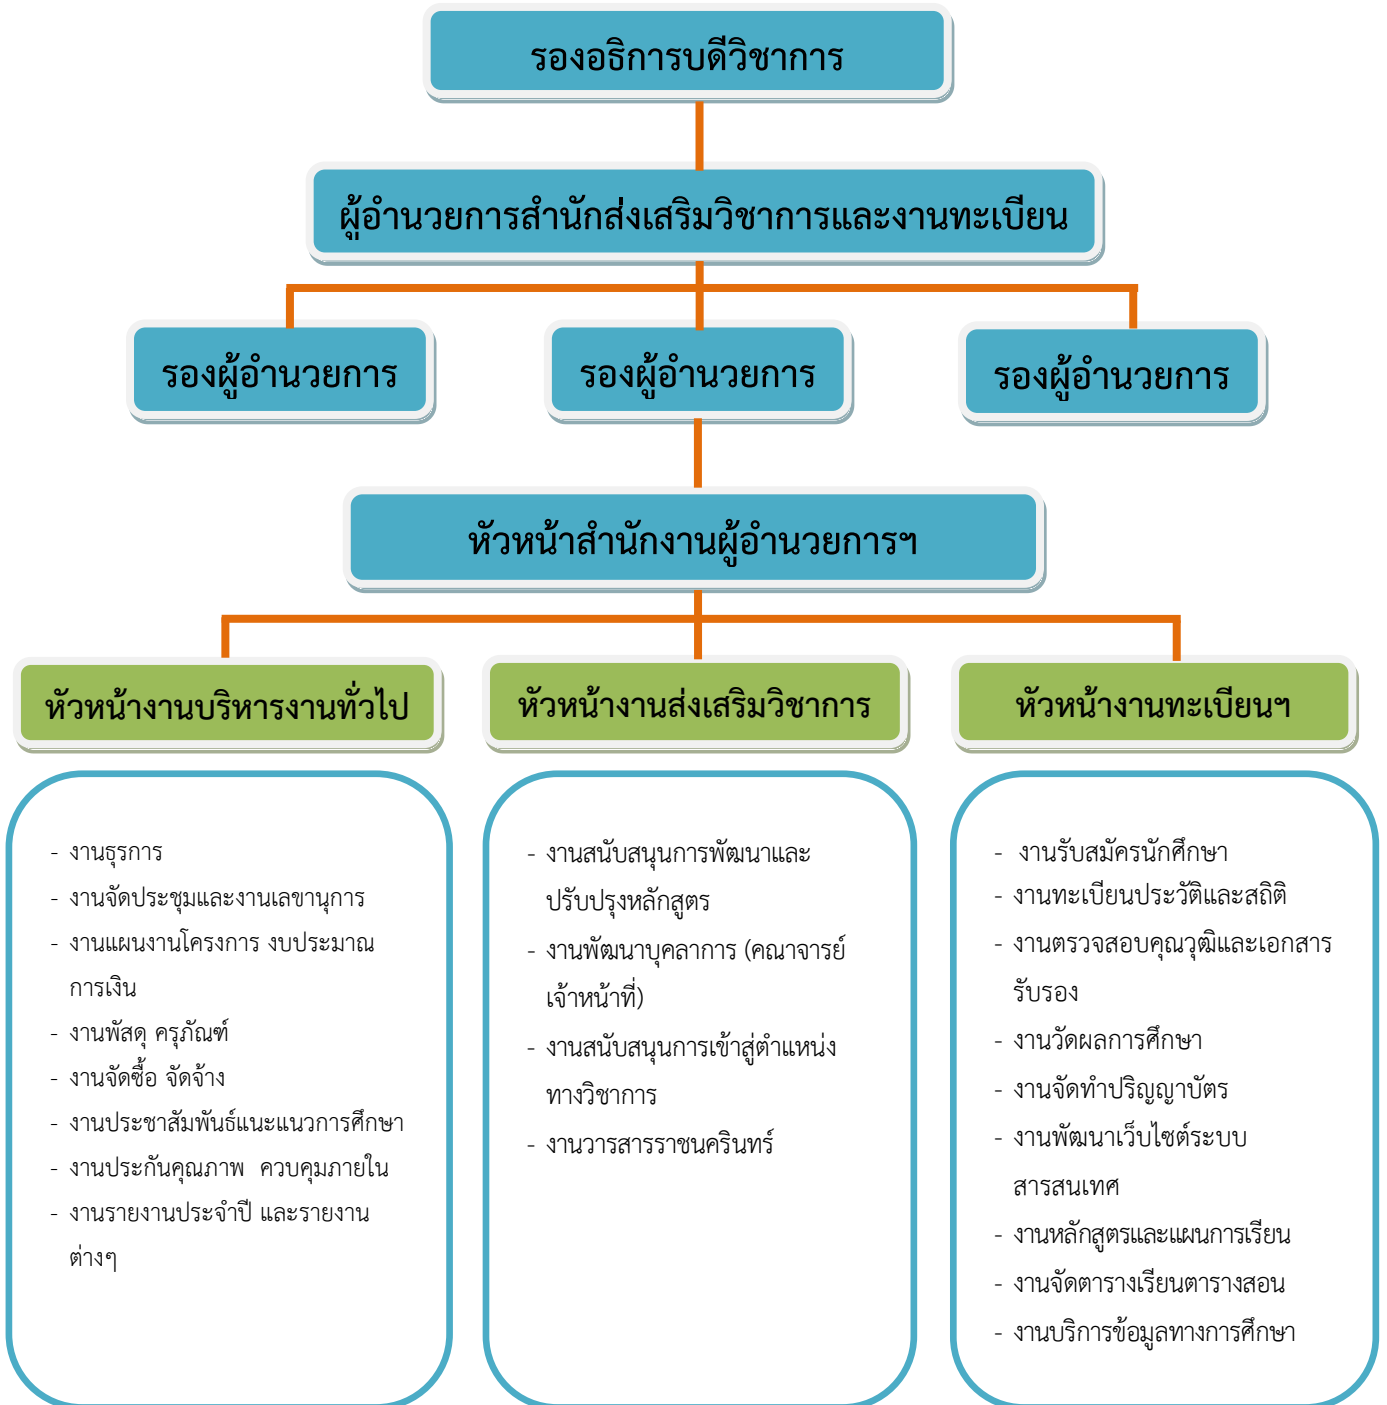 รองอธิการบดีวิชาการ
ผู้อำนวยการสำนักส่งเสริมวิชาการและงานทะเบียน
รองผู้อำนวยการ
รองผู้อำนวยการ
รองผู้อำนวยการ
หัวหน้าสำนักงานผู้อำนวยการฯ
หัวหน้างานบริหารงานทั่วไป
หัวหน้างานส่งเสริมวิชาการ
หัวหน้างานทะเบียนฯ
- งานธุรการ
- งานจัดประชุมและงานเลขานุการ
- งานแผนงานโครงการ งบประมาณ
การเงิน
- งานพัสดุ ครุภัณฑ์
- งานจัดซื้อ จัดจ้าง
- งานประชาสัมพันธ์แนะแนวการศึกษา
- งานประกันคุณภาพ ควบคุมภายใน
- งานรายงานประจำปี และรายงาน
ต่างๆ
- งานสนับสนุนการพัฒนาและ
ปรับปรุงหลักสูตร
- งานพัฒนาบุคลาการ (คณาจารย์
เจ้าหน้าที่)
- งานสนับสนุนการเข้าสู่ตำแหน่ง
ทางวิชาการ
- งานวารสารราชนครินทร์
- งานรับสมัครนักศึกษา
- งานทะเบียนประวัติและสถิติ
- งานตรวจสอบคุณวุฒิและเอกสาร
รับรอง
- งานวัดผลการศึกษา
- งานจัดทำปริญญาบัตร
- งานพัฒนาเว็บไซต์ระบบ
สารสนเทศ
- งานหลักสูตรและแผนการเรียน
- งานจัดตารางเรียนตารางสอน
- งานบริการข้อมูลทางการศึกษา